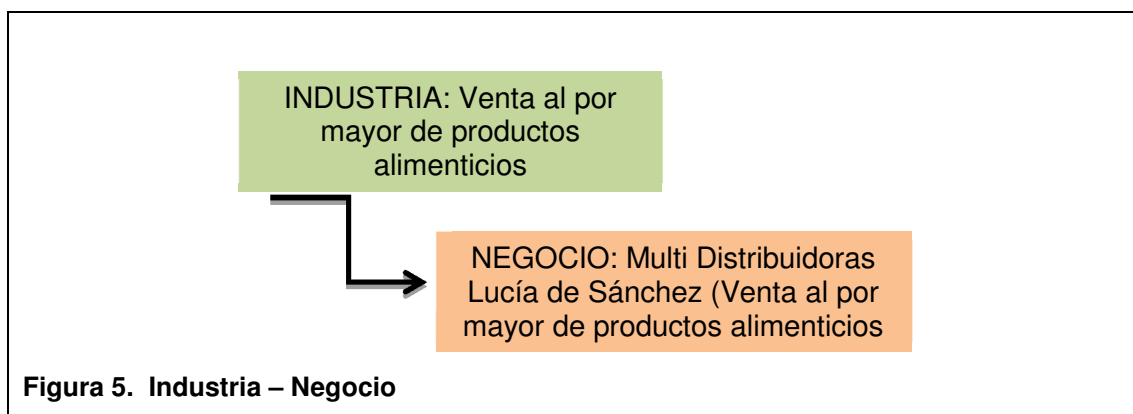 INDUSTRIA: Venta al por
mayor de productos
alimenticios
NEGOCIO: Multi Distribuidoras
Lucía de Sánchez (Venta al por
mayor de productos alimenticios
Figura 5. Industria – Negocio